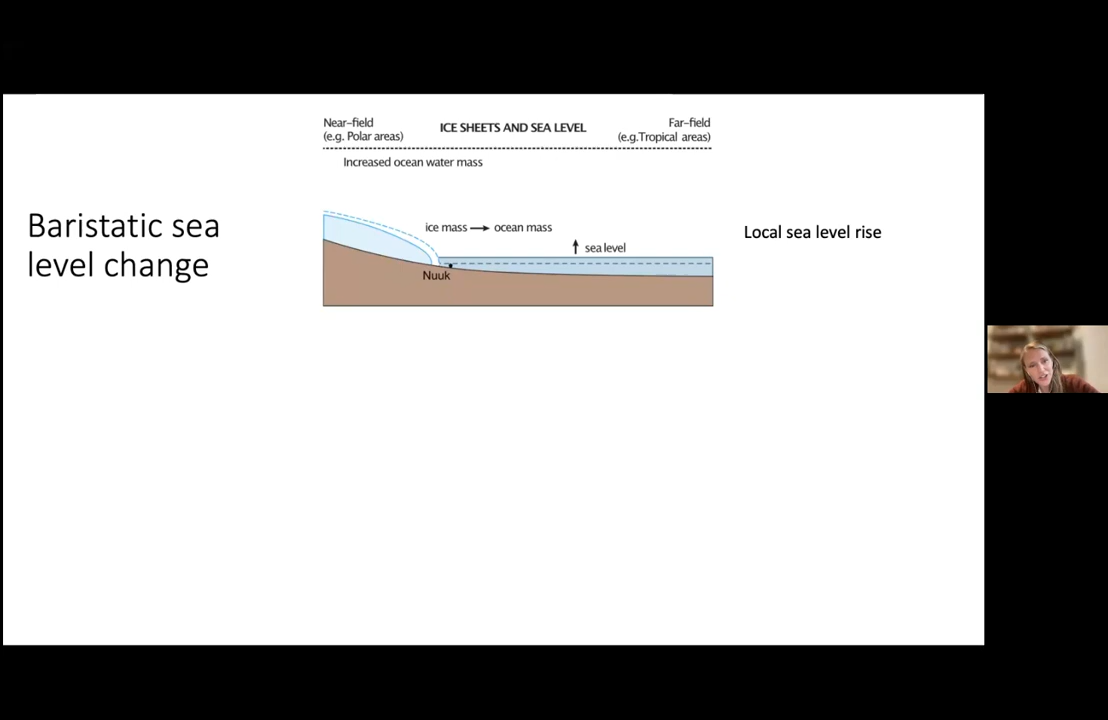 Near-field
(e.g. Polar areas)
ICE SHEETS AND SEA LEVEL
Far-field
(e.g.Tropical areas)
Increased ocean water mass
Baristatic sea
level change
ice mass → ocean mass
sea level
Nuuk
Local sea level rise